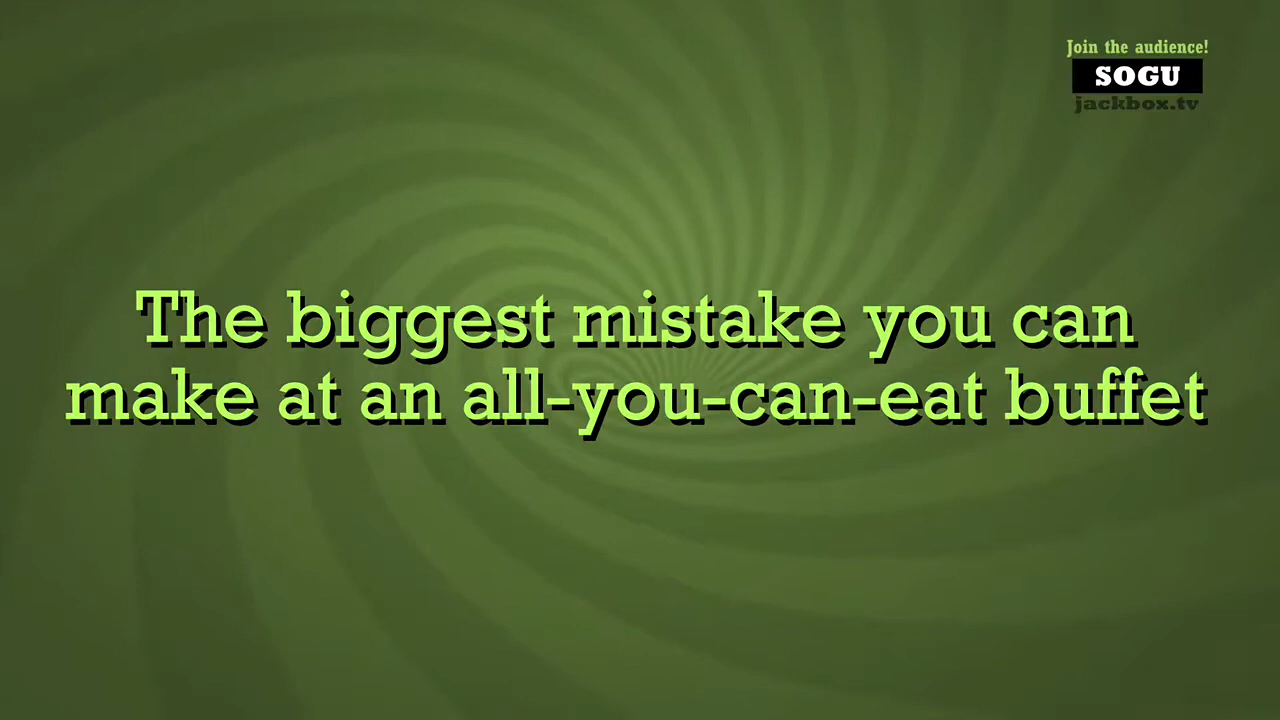 Join the audience!
SOGU
jackbox.tv
The biggest mistake you can
make at an all-you-can-eat buffet